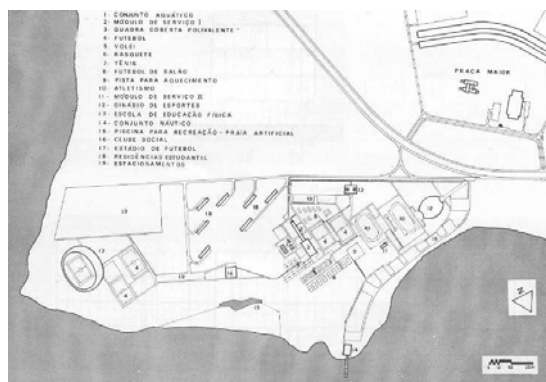 1- CONJUNTO AQUÁTICO
2- MÓDULO DE SERVIÇO I
3- QUADRA COBERTA POLIVALENTE
4- FUTEBOL
5- VOLEI
6- BASQUETE
7- TÊNIS
8- FUTEBOL DE SALÃO
9- PISTA PARA AQUECIMENTO
10- ATLETISMO
11- MÓDULO DE SERVIÇO II
12- GINÁSIO DE ESPORTES
13- ESCOLA DE EDUCAÇÃO FÍSICA
14- CONJUNTO NÁUTICO
15- PISCINA PARA RECREAÇÃO - PRAIA ARTIFICIAL
16- CLUBE SOCIAL
17- ESTÁDIO DE FUTEBOL
18- RESIDÊNCIAS ESTUDANTIL
19- ESTACIONAMENTOS
PRAÇA MAIOR
13
19
18
18
17
16
15
12
14
N